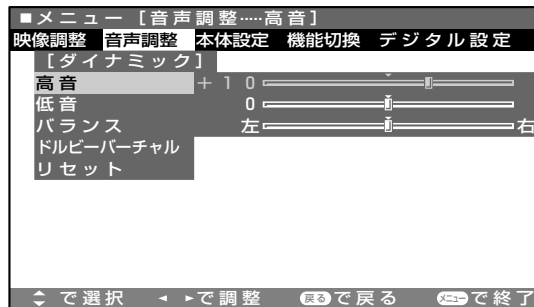 ■メニュー [音声調整……高音]
映像調整 音声調整 本体設定 機能切換 デジタル設定
[ダイナミック]
高音 +10
低音 0
バランス 左 右
ドルビーバーチャル
リセット
で選択 で調整 戻るで戻る メニューで終了